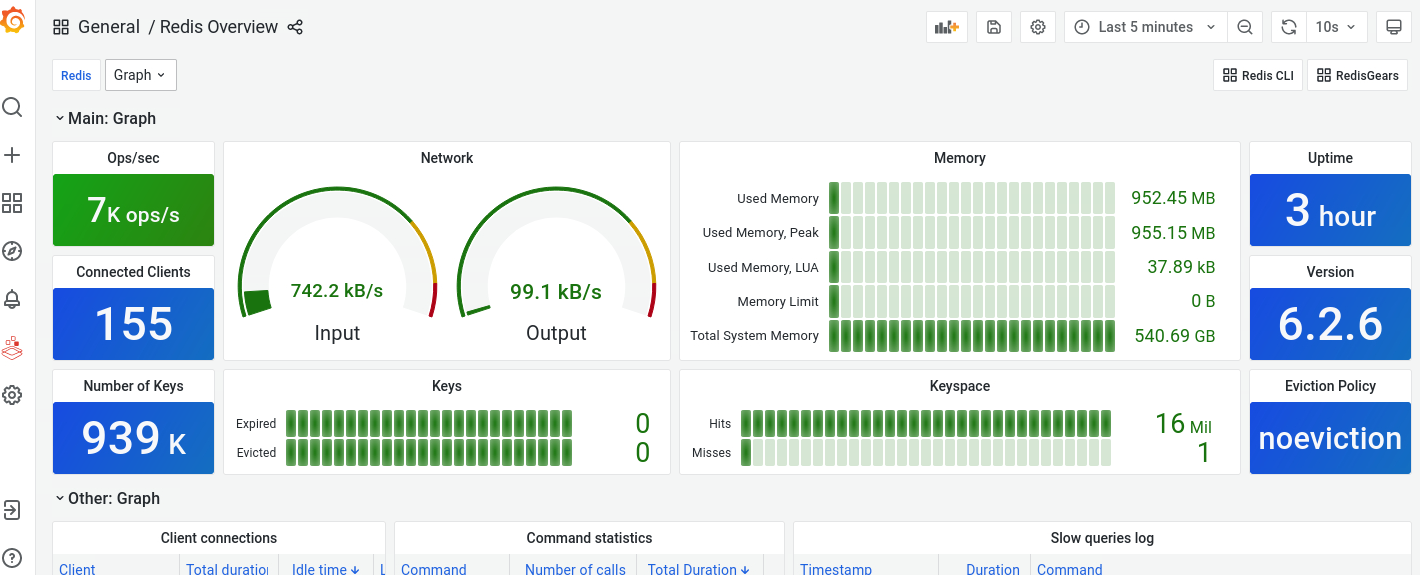 General / Redis Overview
Last 5 minutes
10s
Redis
Graph
Redis CLI
RedisGears
Main: Graph
Ops/sec
7K ops/s
Connected Clients
155
Number of Keys
939 K
Network
742.2 kB/s
Input
99.1 kB/s
Output
Keys
Expired 0
Evicted 0
Memory
Used Memory 952.45 MB
Used Memory, Peak 955.15 MB
Used Memory, LUA 37.89 kB
Memory Limit 0 B
Total System Memory 540.69 GB
Keyspace
Hits 16 Mil
Misses 1
Uptime
3 hour
Version
6.2.6
Eviction Policy
noeviction
Other: Graph
Client connections
Client Total duration Idle time L
Command statistics
Command Number of calls Total Duration
Slow queries log
Timestamp Duration Command